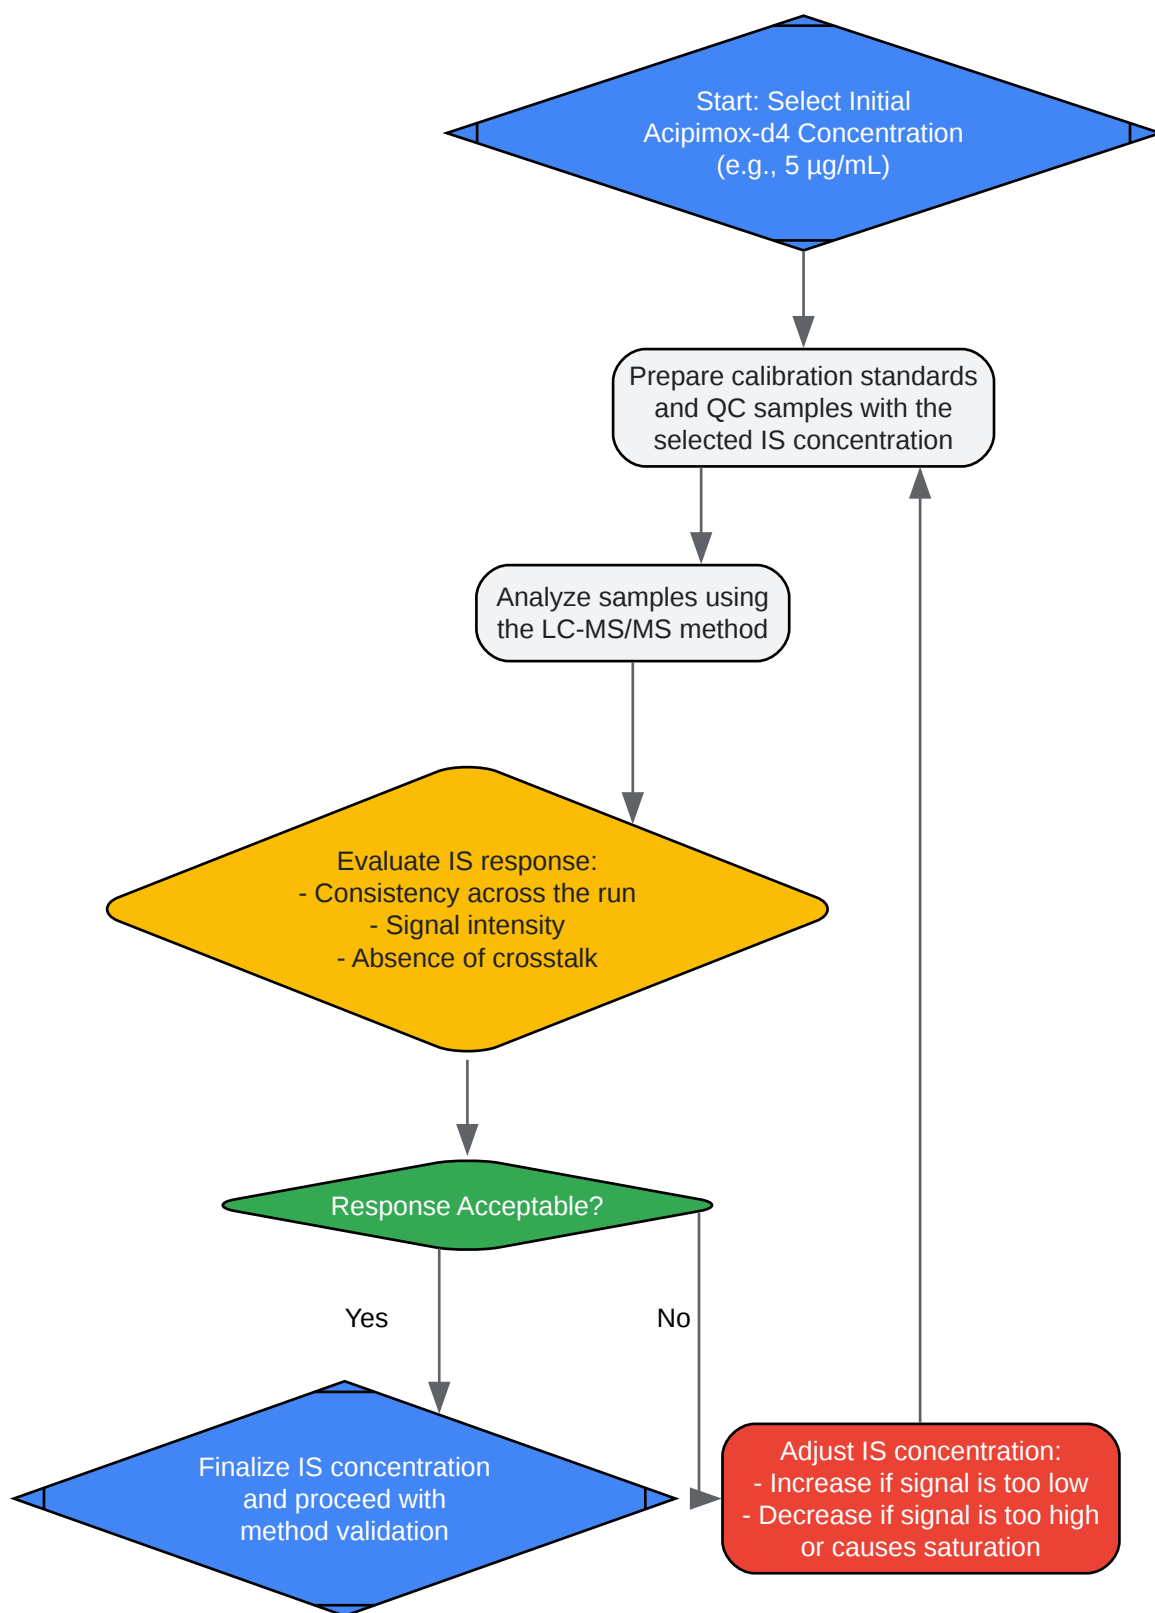 Start: Select Initial
Acipimox-d4 Concentration
(e.g., 5 µg/mL)
Prepare calibration standards
and QC samples with the
selected IS concentration
Analyze samples using
the LC-MS/MS method
Evaluate IS response:
- Consistency across the run
- Signal intensity
- Absence of crosstalk
Response Acceptable?
Yes
No
Finalize IS concentration
and proceed with
method validation
Adjust IS concentration:
- Increase if signal is too low
- Decrease if signal is too high
or causes saturation